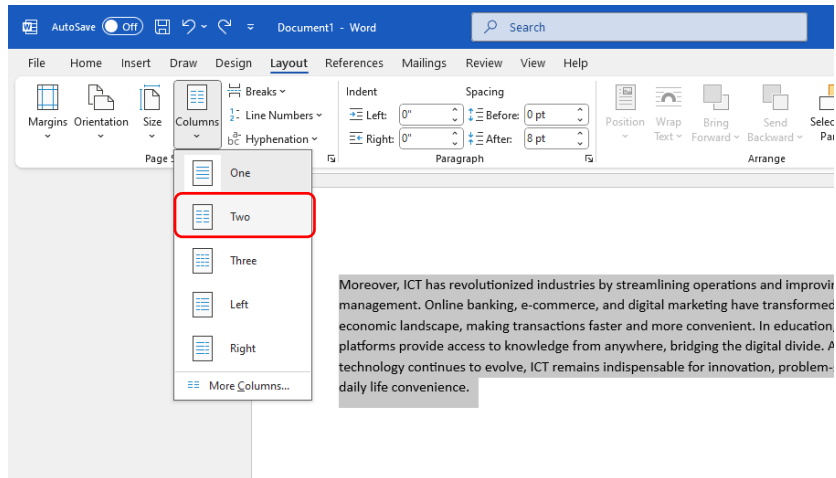 AutoSave Off Document1 - Word Search
File Home Insert Draw Design Layout References Mailings Review View Help
Margins Orientation Size Columns
Breaks
Line Numbers
Hyphenation
Page
Indent
Left: 0"
Right: 0"
Spacing
Before: 0 pt
After: 8 pt
Paragraph
Position Wrap Text Bring Forward Send Backward
Arrange
One
Two
Three
Left
Right
More Columns...
Moreover, ICT has revolutionized industries by streamlining operations and
management. Online banking, e-commerce, and digital marketing have transformed
economic landscape, making transactions faster and more convenient. In education,
platforms provide access to knowledge from anywhere, bridging the digital divide. A
technology continues to evolve, ICT remains indispensable for innovation,
daily life convenience.